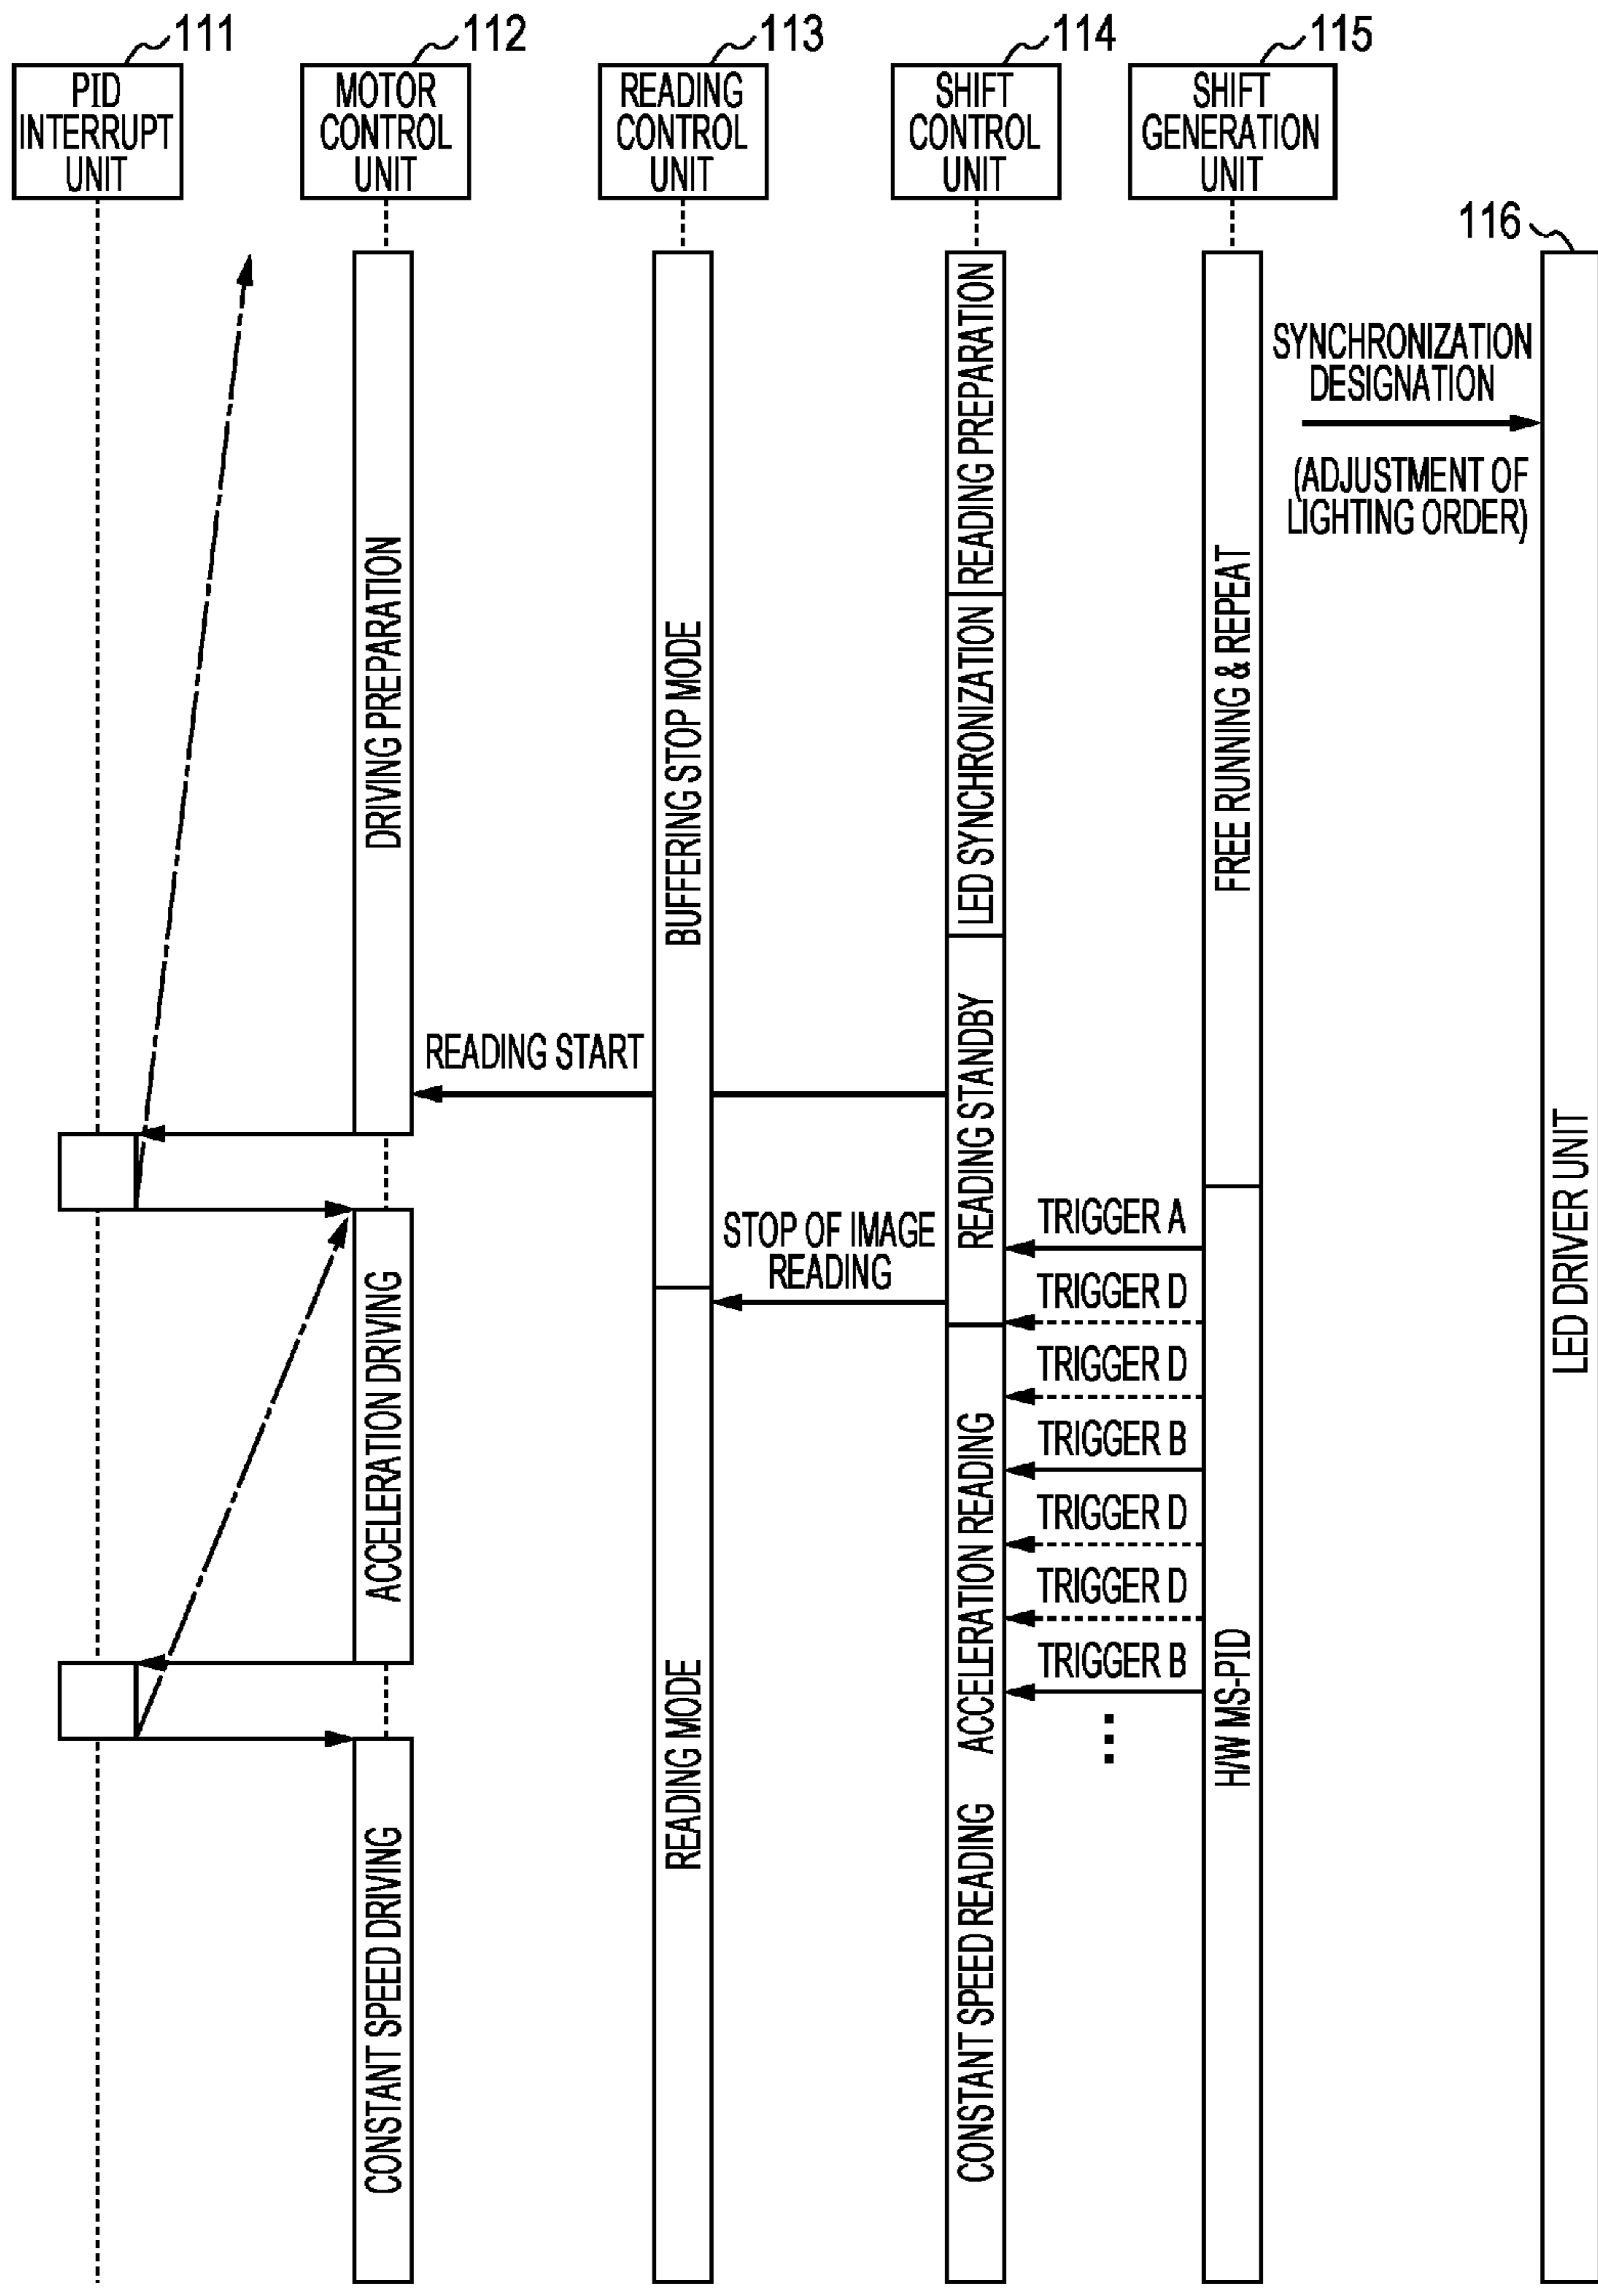 111
112
113
114
115
PID
INTERRUPT
UNIT
MOTOR
CONTROL
UNIT
READING
CONTROL
UNIT
SHIFT
CONTROL
UNIT
SHIFT
GENERATION
UNIT
116
SYNCHRONIZATION
DESIGNATION
(ADJUSTMENT OF
LIGHTING ORDER)
DRIVING PREPARATION
BUFFERING STOP MODE
READING PREPARATION
LED SYNCHRONIZATION
FREE RUNNING & REPEAT
READING START
READING STANDBY
LED DRIVER UNIT
STOP OF IMAGE
READING
TRIGGER A
TRIGGER D
TRIGGER D
TRIGGER B
TRIGGER D
TRIGGER D
TRIGGER B
ACCELERATION DRIVING
READING MODE
ACCELERATION READING
H/W MS-PID
CONSTANT SPEED DRIVING
CONSTANT SPEED READING